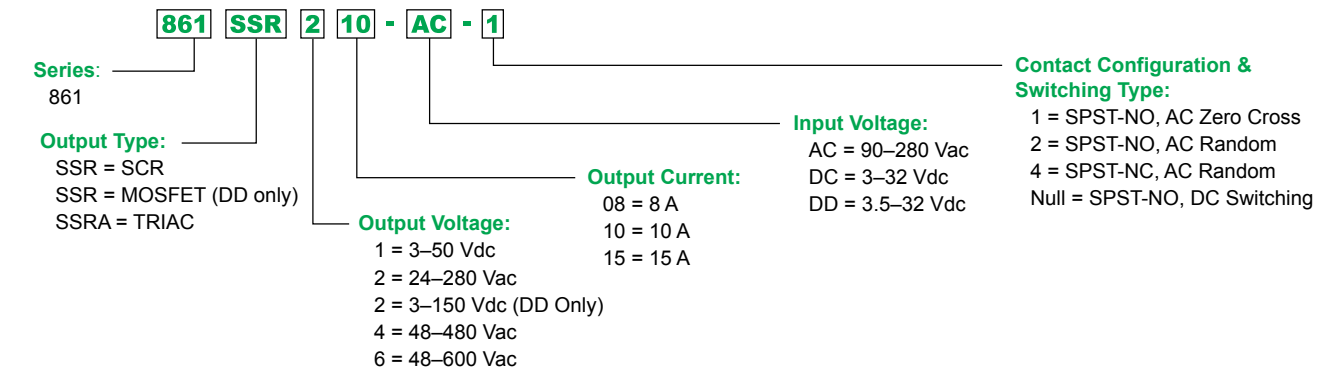 861 SSR 2 10 - AC - 1
Series:
861
Output Type:
SSR = SCR
SSR = MOSFET (DD only)
SSRA = TRIAC
Output Voltage:
1 = 3–50 Vdc
2 = 24–280 Vac
2 = 3–150 Vdc (DD Only)
4 = 48–480 Vac
6 = 48–600 Vac
Output Current:
08 = 8 A
10 = 10 A
15 = 15 A
Input Voltage:
AC = 90–280 Vac
DC = 3–32 Vdc
DD = 3.5–32 Vdc
Contact Configuration &
Switching Type:
1 = SPST-NO, AC Zero Cross
2 = SPST-NO, AC Random
4 = SPST-NC, AC Random
Null = SPST-NO, DC Switching